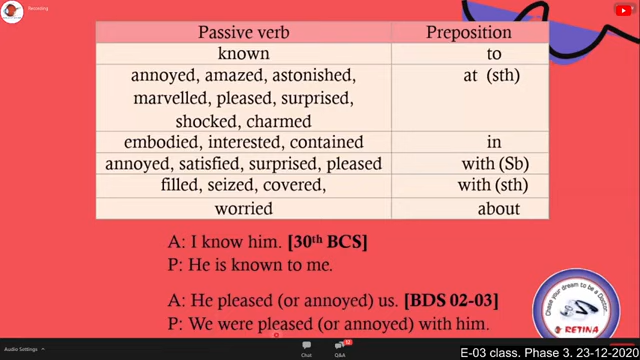 Recording
Passive verb Preposition
known to
annoyed, amazed, astonished, at (sth)
marvelled, pleased, surprised,
shocked, charmed
embodied, interested, contained in
annoyed, satisfied, surprised, pleased with (Sb)
filled, seized, covered, with (sth)
worried about
A: I know him. [30th BCS]
P: He is known to me.
A: He pleased (or annoyed) us. [BDS 02-03]
P: We were pleased (or annoyed) with him.
Chase your dream to be a Doctor
RETINA
Audio Settings
Chat
Q&A
E-03 class. Phase 3. 23-12-2020